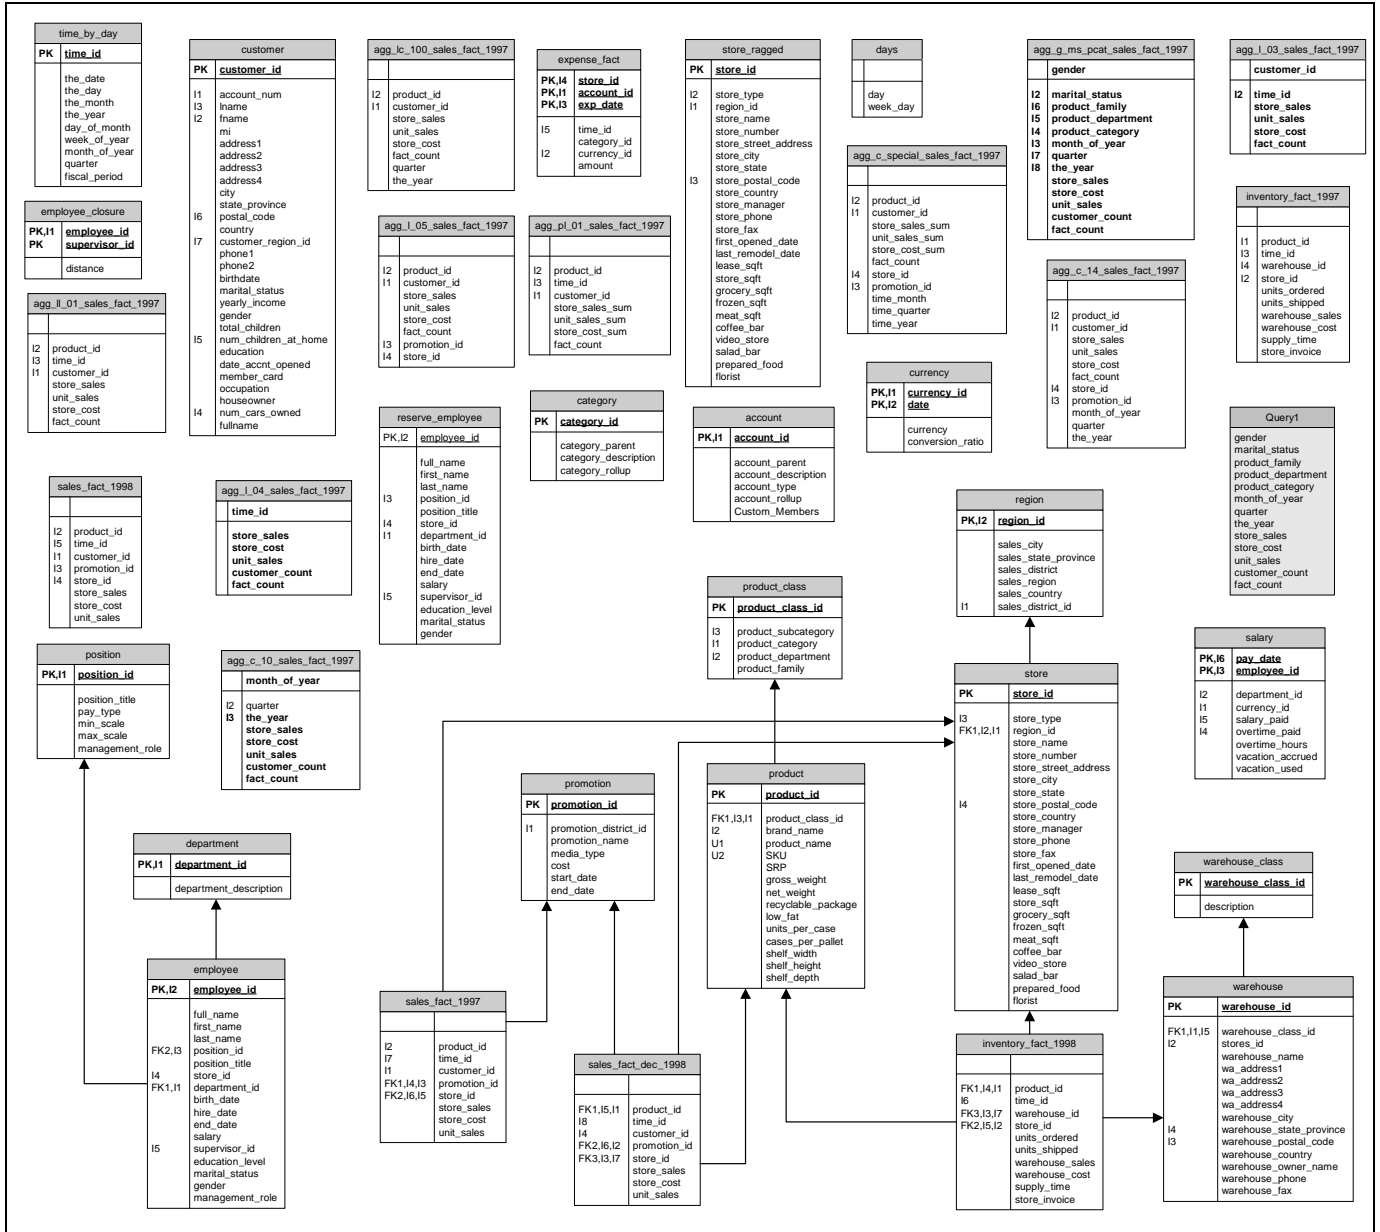 time_by_day
PK time_id
the_date
the_day
the_month
the_year
day_of_month
week_of_year
month_of_year
quarter
fiscal_period
customer
PK customer_id
I1 account_num
I3 lname
I2 fname
mi
address1
address2
address3
address4
city
state_province
I6 postal_code
country
I7 customer_region_id
phone1
phone2
birthdate
marital_status
yearly_income
gender
total_children
I5 num_children_at_home
education
date_accnt_opened
member_card
occupation
houseowner
I4 num_cars_owned
fullname
agg_lc_100_sales_fact_1997
I2 product_id
I1 customer_id
store_sales
unit_sales
store_cost
fact_count
quarter
the_year
expense_fact
PK,I4 store_id
PK,I1 account_id
PK,I3 exp_date
I5 time_id
category_id
I2 currency_id
amount
store_ragged
PK store_id
I2 store_type
I1 region_id
store_name
store_number
store_street_address
store_city
store_state
I3 store_postal_code
store_country
store_manager
store_phone
store_fax
first_opened_date
last_remodel_date
lease_sqft
store_sqft
grocery_sqft
frozen_sqft
meat_sqft
coffee_bar
video_store
salad_bar
prepared_food
florist
days
day
week_day
agg_g_ms_pcat_sales_fact_1997
gender
I2 marital_status
I6 product_family
I5 product_department
I4 product_category
I3 month_of_year
I7 quarter
I8 the_year
store_sales
store_cost
unit_sales
customer_count
fact_count
agg_l_03_sales_fact_1997
customer_id
I2 time_id
store_sales
unit_sales
store_cost
fact_count
employee_closure
PK,I1 employee_id
PK supervisor_id
distance
agg_l_05_sales_fact_1997
I2 product_id
I1 customer_id
store_sales
unit_sales
store_cost
fact_count
I3 promotion_id
I4 store_id
agg_pl_01_sales_fact_1997
I2 product_id
I3 time_id
I1 customer_id
store_sales_sum
unit_sales_sum
store_cost_sum
fact_count
agg_c_special_sales_fact_1997
I2 product_id
I1 customer_id
store_sales_sum
unit_sales_sum
store_cost_sum
fact_count
I4 store_id
I3 promotion_id
time_month
time_quarter
time_year
inventory_fact_1997
I1 product_id
I3 time_id
I4 warehouse_id
I2 store_id
units_ordered
units_shipped
warehouse_sales
warehouse_cost
supply_time
store_invoice
agg_c_14_sales_fact_1997
I2 product_id
I1 customer_id
store_sales
unit_sales
store_cost
fact_count
I4 store_id
I3 promotion_id
month_of_year
quarter
the_year
agg_ll_01_sales_fact_1997
I2 product_id
I3 time_id
I1 customer_id
store_sales
unit_sales
store_cost
fact_count
currency
PK,I1 currency_id
PK,I2 date
currency
conversion_ratio
category
PK category_id
category_parent
category_description
category_rollup
reserve_employee
PK,I2 employee_id
full_name
first_name
last_name
I3 position_id
position_title
I4 store_id
I1 department_id
birth_date
hire_date
end_date
salary
I5 supervisor_id
education_level
marital_status
gender
account
PK,I1 account_id
account_parent
account_description
account_type
account_rollup
Custom_Members
Query1
gender
marital_status
product_family
product_department
product_category
month_of_year
quarter
the_year
store_sales
store_cost
unit_sales
customer_count
fact_count
sales_fact_1998
I2 product_id
I5 time_id
I1 customer_id
I3 promotion_id
I4 store_id
store_sales
store_cost
unit_sales
agg_l_04_sales_fact_1997
time_id
store_sales
store_cost
unit_sales
customer_count
fact_count
region
PK,I2 region_id
sales_city
sales_state_province
sales_district
sales_region
sales_country
I1 sales_district_id
product_class
PK product_class_id
I3 product_subcategory
I1 product_category
I2 product_department
product_family
position
PK,I1 position_id
position_title
pay_type
min_scale
max_scale
management_role
agg_c_10_sales_fact_1997
month_of_year
I2 quarter
I3 the_year
store_sales
store_cost
unit_sales
customer_count
fact_count
salary
PK,I6 pay_date
PK,I3 employee_id
I2 department_id
I1 currency_id
I5 salary_paid
I4 overtime_paid
overtime_hours
vacation_accrued
vacation_used
store
PK store_id
I3 store_type
FK1,I2,I1 region_id
store_name
store_number
store_street_address
store_city
store_state
I4 store_postal_code
store_country
store_manager
store_phone
store_fax
first_opened_date
last_remodel_date
lease_sqft
store_sqft
grocery_sqft
frozen_sqft
meat_sqft
coffee_bar
video_store
salad_bar
prepared_food
florist
promotion
PK promotion_id
I1 promotion_district_id
promotion_name
media_type
cost
start_date
end_date
product
PK product_id
FK1,I3,I1 product_class_id
I2 brand_name
U1 product_name
U2 SKU
SRP
gross_weight
net_weight
recyclable_package
low_fat
units_per_case
cases_per_pallet
shelf_width
shelf_height
shelf_depth
department
PK,I1 department_id
department_description
warehouse_class
PK warehouse_class_id
description
employee
PK,I2 employee_id
full_name
first_name
last_name
FK2,I3 position_id
position_title
I4 store_id
FK1,I1 department_id
birth_date
hire_date
end_date
salary
I5 supervisor_id
education_level
marital_status
gender
management_role
sales_fact_1997
I2 product_id
I7 time_id
I1 customer_id
FK1,I4,I3 promotion_id
FK2,I6,I5 store_id
store_sales
store_cost
unit_sales
sales_fact_dec_1998
FK1,I5,I1 product_id
I8 time_id
I4 customer_id
FK2,I6,I2 promotion_id
FK3,I3,I7 store_id
store_sales
store_cost
unit_sales
inventory_fact_1998
FK1,I4,I1 product_id
I6 time_id
FK3,I3,I7 warehouse_id
FK2,I5,I2 store_id
units_ordered
units_shipped
warehouse_sales
warehouse_cost
supply_time
store_invoice
warehouse
PK warehouse_id
FK1,I1,I5 warehouse_class_id
I2 stores_id
warehouse_name
wa_address1
wa_address2
wa_address3
wa_address4
warehouse_city
I4 warehouse_state_province
I3 warehouse_postal_code
warehouse_country
warehouse_owner_name
warehouse_phone
warehouse_fax